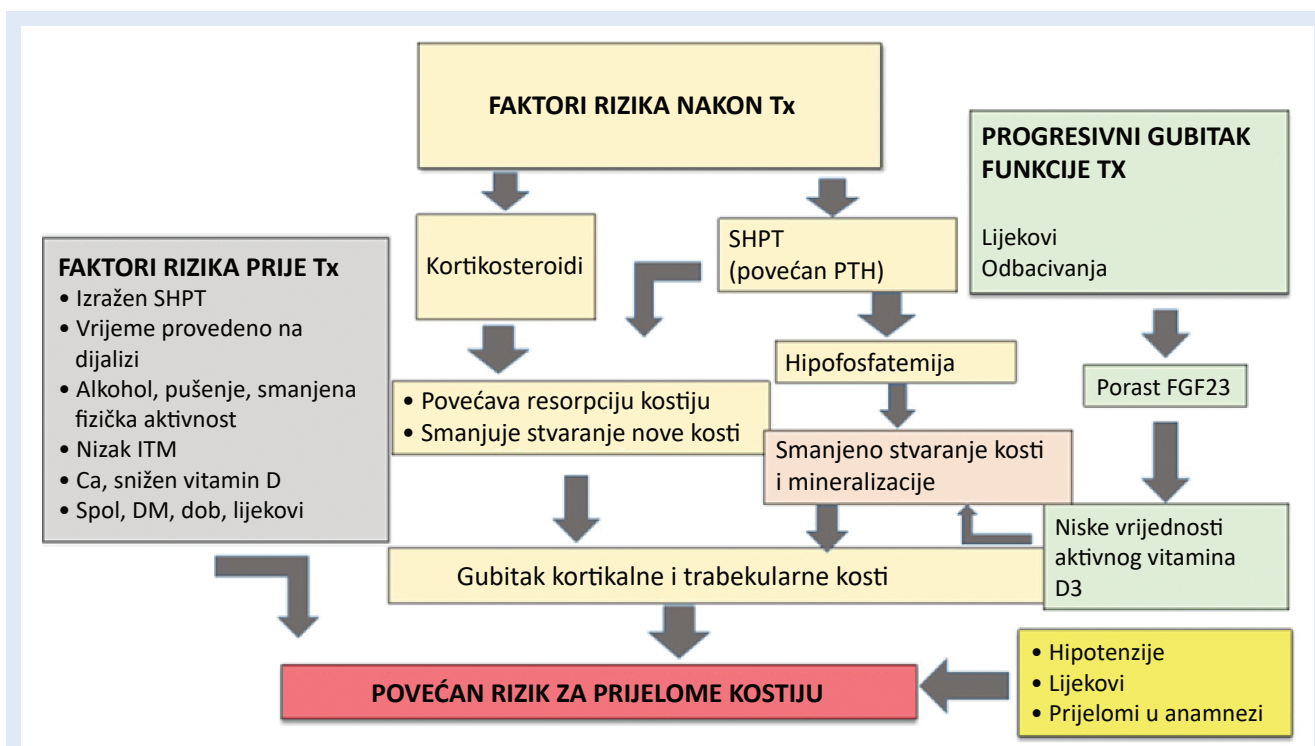 FAKTORI RIZIKA NAKON Tx
PROGRESIVNI GUBITAK
FUNKCIJE TX
Lijekovi
Odbacivanja
FAKTORI RIZIKA PRIJE Tx
• Izražen SHPT
• Vrijeme provedeno na
dijalizi
• Alkohol, pušenje, smanjena
fizička aktivnost
• Nizak ITM
• Ca, snižen vitamin D
• Spol, DM, dob, lijekovi
Kortikosteroidi
SHPT
(povećan PTH)
Hipofosfatemija
Porast FGF23
• Povećava resorpciju kostiju
• Smanjuje stvaranje nove kosti
Smanjeno stvaranje kosti
i mineralizacije
Niske vrijednosti
aktivnog vitamina
D3
Gubitak kortikalne i trabekularne kosti
POVEĆAN RIZIK ZA PRIJELOME KOSTIJU
• Hipotenzije
• Lijekovi
• Prijelomi u anamnezi